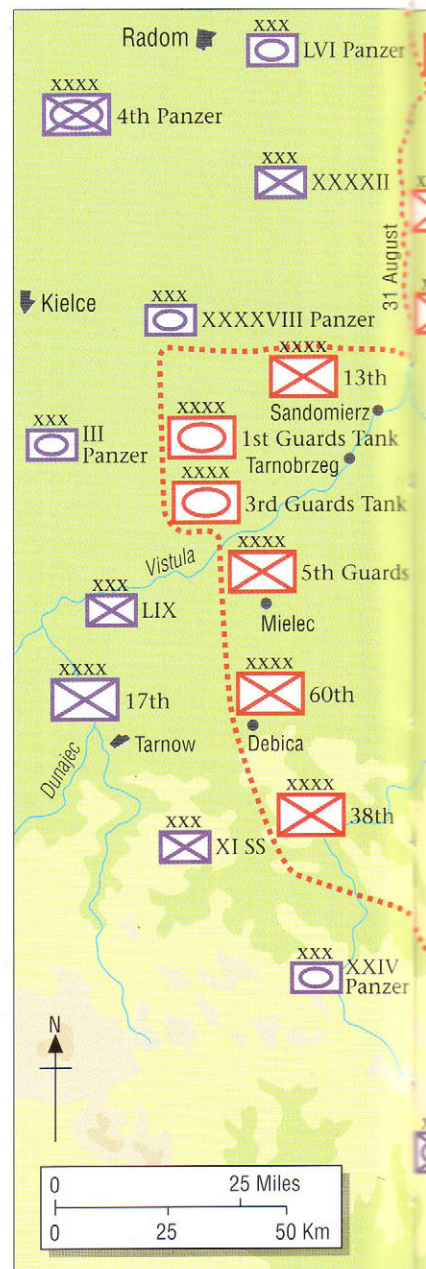 Radom
xxx
LVI Panzer
xxxx
4th Panzer
xxx
XXXXII
31 August
Kielce
xxx
XXXXVIII Panzer
xxxx
13th
Sandomierz
xxx
III
Panzer
xxxx
1st Guards Tank
Tarnobrzeg
xxxx
3rd Guards Tank
Vistula
xxxx
5th Guards
xxx
LIX
Mielec
xxxx
17th
xxxx
60th
Tarnow
Debica
Dunajec
xxxx
38th
xxx
XI SS
xxx
XXIV
Panzer
N
0 25 Miles
0 25 50 Km